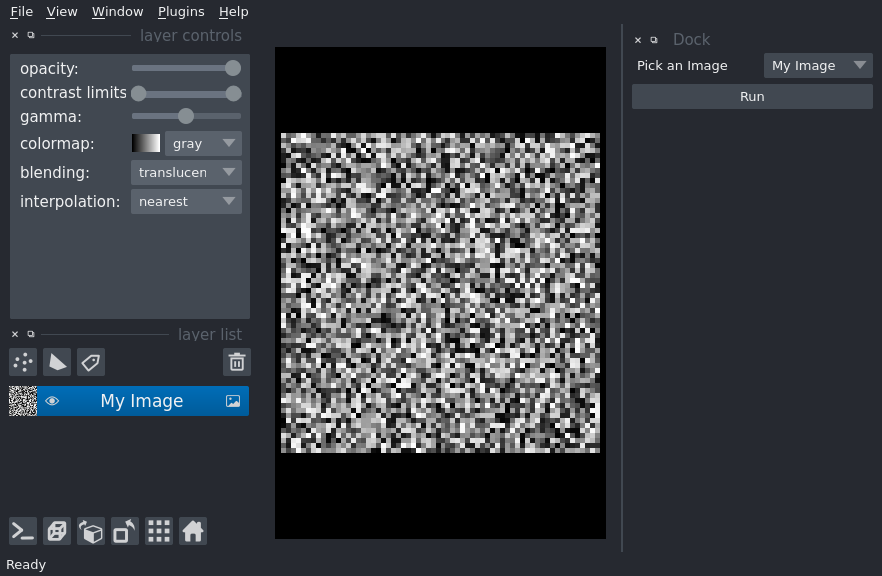 File View Window Plugins Help
layer controls
opacity:
contrast limits
gamma:
colormap: gray
blending: translucen
interpolation: nearest
layer list
My Image
Ready
Dock
Pick an Image My Image
Run